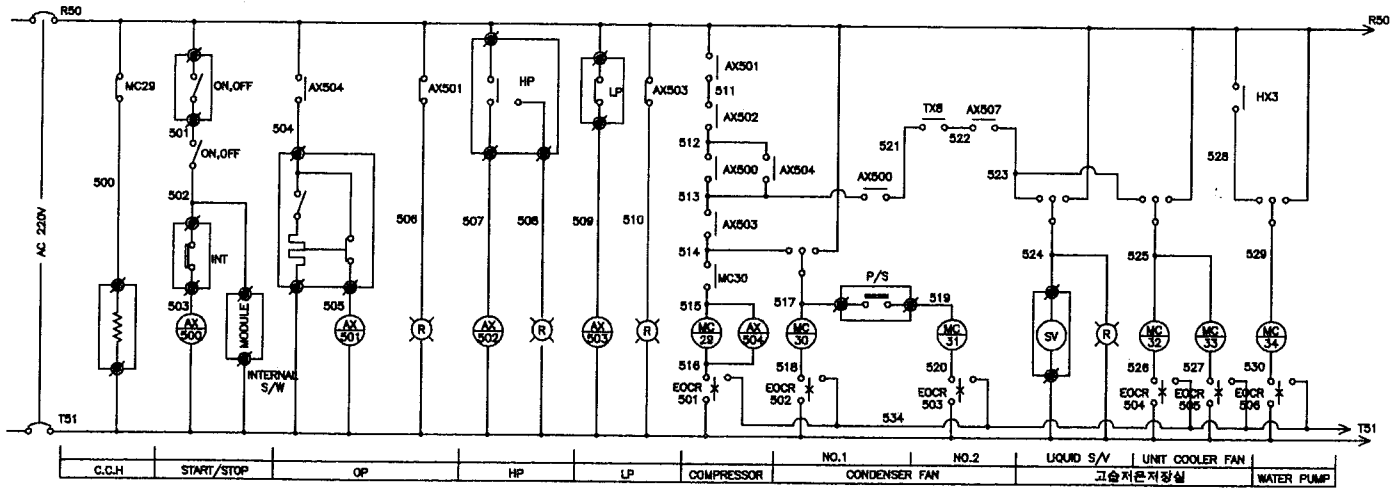 R50
R50
AC 220V
T51
T51
MC29
500
ON,OFF
501
ON,OFF
502
INT
503
AX
500
MODULE
INTERNAL
S/W
AX504
504
505
AX
501
AX501
506
R
HP
507
508
AX
502
R
LP
509
AX
503
AX503
510
R
AX501
511
AX502
512
AX500
AX504
513
AX503
514
MC30
515
MC
29
AX
504
516
EOCR
501
517
MC
30
518
EOCR
502
P/S
519
MC
31
520
EOCR
503
534
AX500
521
TX6
522
AX507
523
524
SV
R
525
MC
32
MC
33
526
527
EOCR
504
EOCR
505
HX3
528
529
MC
34
530
EOCR
506
C.C.H
START/STOP
OP
HP
LP
COMPRESSOR
NO.1
NO.2
CONDENSER FAN
LIQUID S/V
UNIT COOLER FAN
고습저온저장실
WATER PUMP